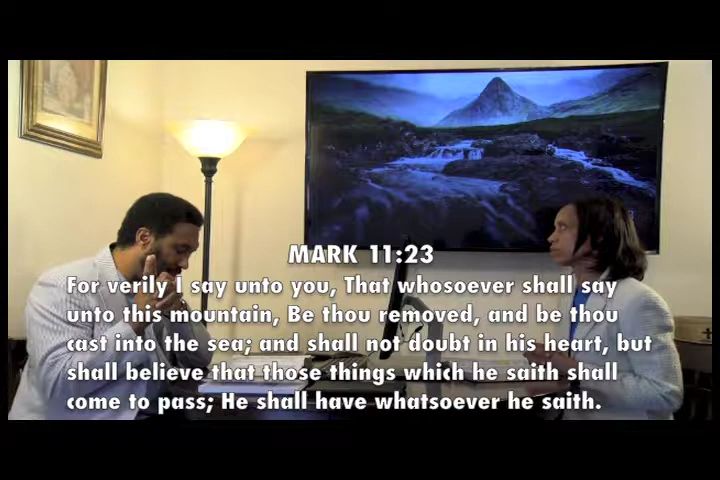 MARK 11:23
For verily I say unto you, That whosoever shall say
unto this mountain, Be thou removed, and be thou
cast into the sea; and shall not doubt in his heart, but
shall believe that those things which he saith shall
come to pass; He shall have whatsoever he saith.